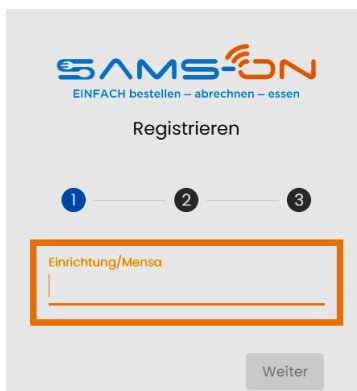 SAMS-ON
EINFACH bestellen – abrechnen – essen
Registrieren
1 2 3
Einrichtung/Mensa
Weiter